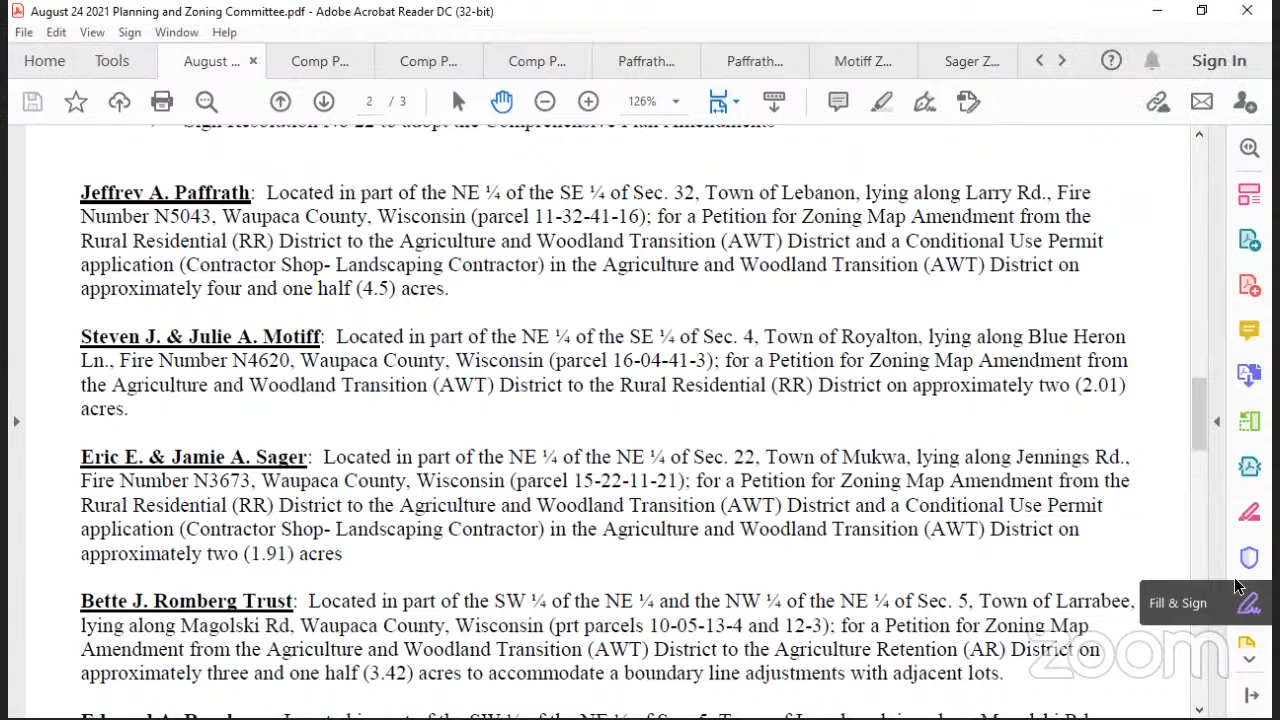 August 24 2021 Planning and Zoning Committee.pdf - Adobe Acrobat Reader DC (32-bit)
File Edit View Sign Window Help
Home Tools August ... × Comp P... Comp P... Comp P... Paffrath... Paffrath... Motiff Z... Sager Z... Sign In
2 / 3 126%
Sign Resolution No 22 to adopt the Comprehensive Plan Amendments
Jeffrey A. Paffrath: Located in part of the NE ¼ of the SE ¼ of Sec. 32, Town of Lebanon, lying along Larry Rd., Fire
Number N5043, Waupaca County, Wisconsin (parcel 11-32-41-16); for a Petition for Zoning Map Amendment from the
Rural Residential (RR) District to the Agriculture and Woodland Transition (AWT) District and a Conditional Use Permit
application (Contractor Shop- Landscaping Contractor) in the Agriculture and Woodland Transition (AWT) District on
approximately four and one half (4.5) acres.
Steven J. & Julie A. Motiff: Located in part of the NE ¼ of the SE ¼ of Sec. 4, Town of Royalton, lying along Blue Heron
Ln., Fire Number N4620, Waupaca County, Wisconsin (parcel 16-04-41-3); for a Petition for Zoning Map Amendment from
the Agriculture and Woodland Transition (AWT) District to the Rural Residential (RR) District on approximately two (2.01)
acres.
Eric E. & Jamie A. Sager: Located in part of the NE ¼ of the NE ¼ of Sec. 22, Town of Mukwa, lying along Jennings Rd.,
Fire Number N3673, Waupaca County, Wisconsin (parcel 15-22-11-21); for a Petition for Zoning Map Amendment from the
Rural Residential (RR) District to the Agriculture and Woodland Transition (AWT) District and a Conditional Use Permit
application (Contractor Shop- Landscaping Contractor) in the Agriculture and Woodland Transition (AWT) District on
approximately two (1.91) acres
Bette J. Romberg Trust: Located in part of the SW ¼ of the NE ¼ and the NW ¼ of the NE ¼ of Sec. 5, Town of Larrabee,
lying along Magolski Rd, Waupaca County, Wisconsin (prt parcels 10-05-13-4 and 12-3); for a Petition for Zoning Map
Amendment from the Agriculture and Woodland Transition (AWT) District to the Agriculture Retention (AR) District on
approximately three and one half (3.42) acres to accommodate a boundary line adjustments with adjacent lots.
Fill & Sign
zoom